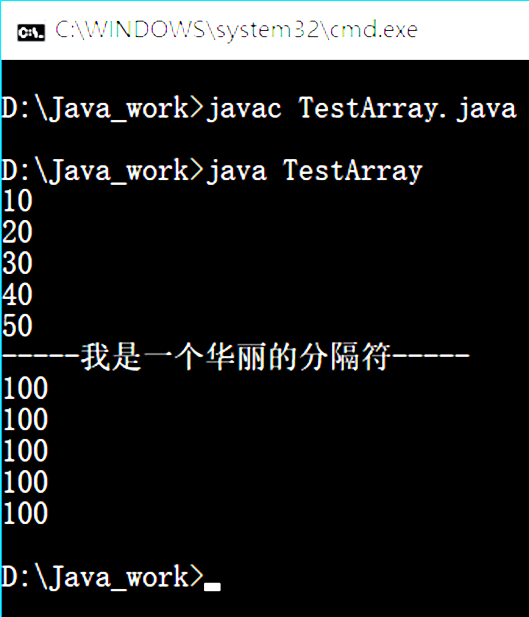 C:\WINDOWS\system32\cmd.exe
D:\Java_work>javac TestArray.java
D:\Java_work>java TestArray
10
20
30
40
50
-----我是一个华丽的分隔符-----
100
100
100
100
100
D:\Java_work>